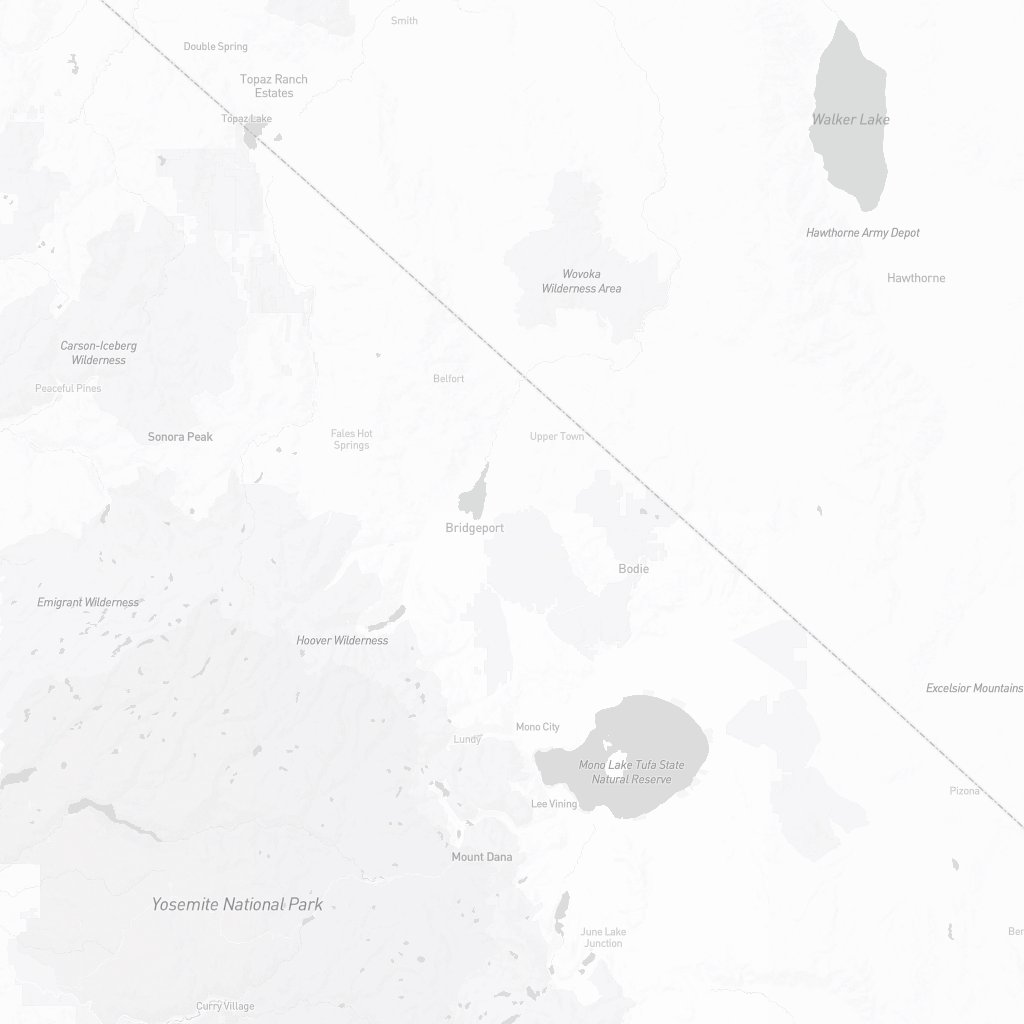 Smith
Double Spring
Topaz Ranch
Estates
Topaz Lake
Walker Lake
Hawthorne Army Depot
Wovoka
Wilderness Area
Hawthorne
Carson-Iceberg
Wilderness
Peaceful Pines
Belfort
Sonora Peak
Fales Hot
Springs
Upper Town
Bridgeport
Bodie
Emigrant Wilderness
Hoover Wilderness
Excelsior Mountains
Mono City
Lundy
Mono Lake Tufa State
Natural Reserve
Pizona
Lee Vining
Mount Dana
Yosemite National Park
June Lake
Junction
Ben
Curry Village